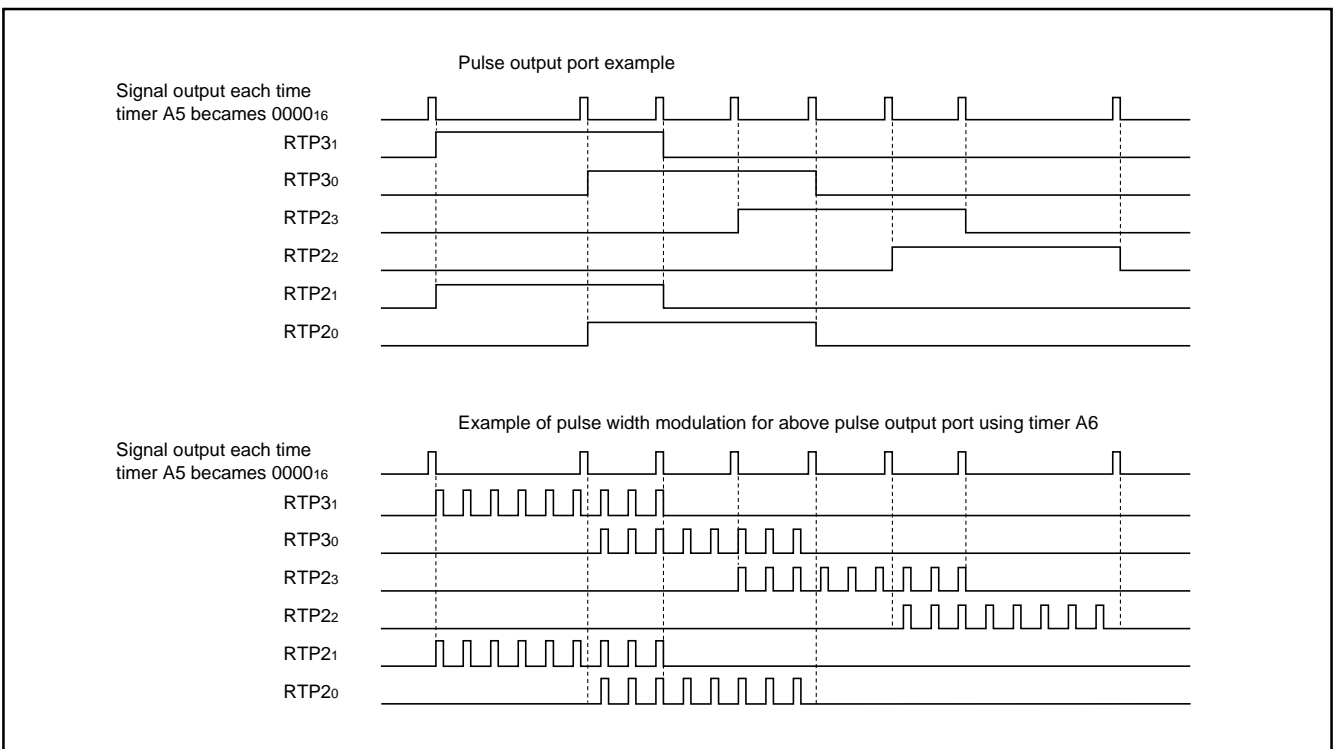 Pulse output port example
Signal output each time
timer A5 becames 0000₁₆
RTP3₁
RTP3₀
RTP2₃
RTP2₂
RTP2₁
RTP2₀
Example of pulse width modulation for above pulse output port using timer A6
Signal output each time
timer A5 becames 0000₁₆
RTP3₁
RTP3₀
RTP2₃
RTP2₂
RTP2₁
RTP2₀